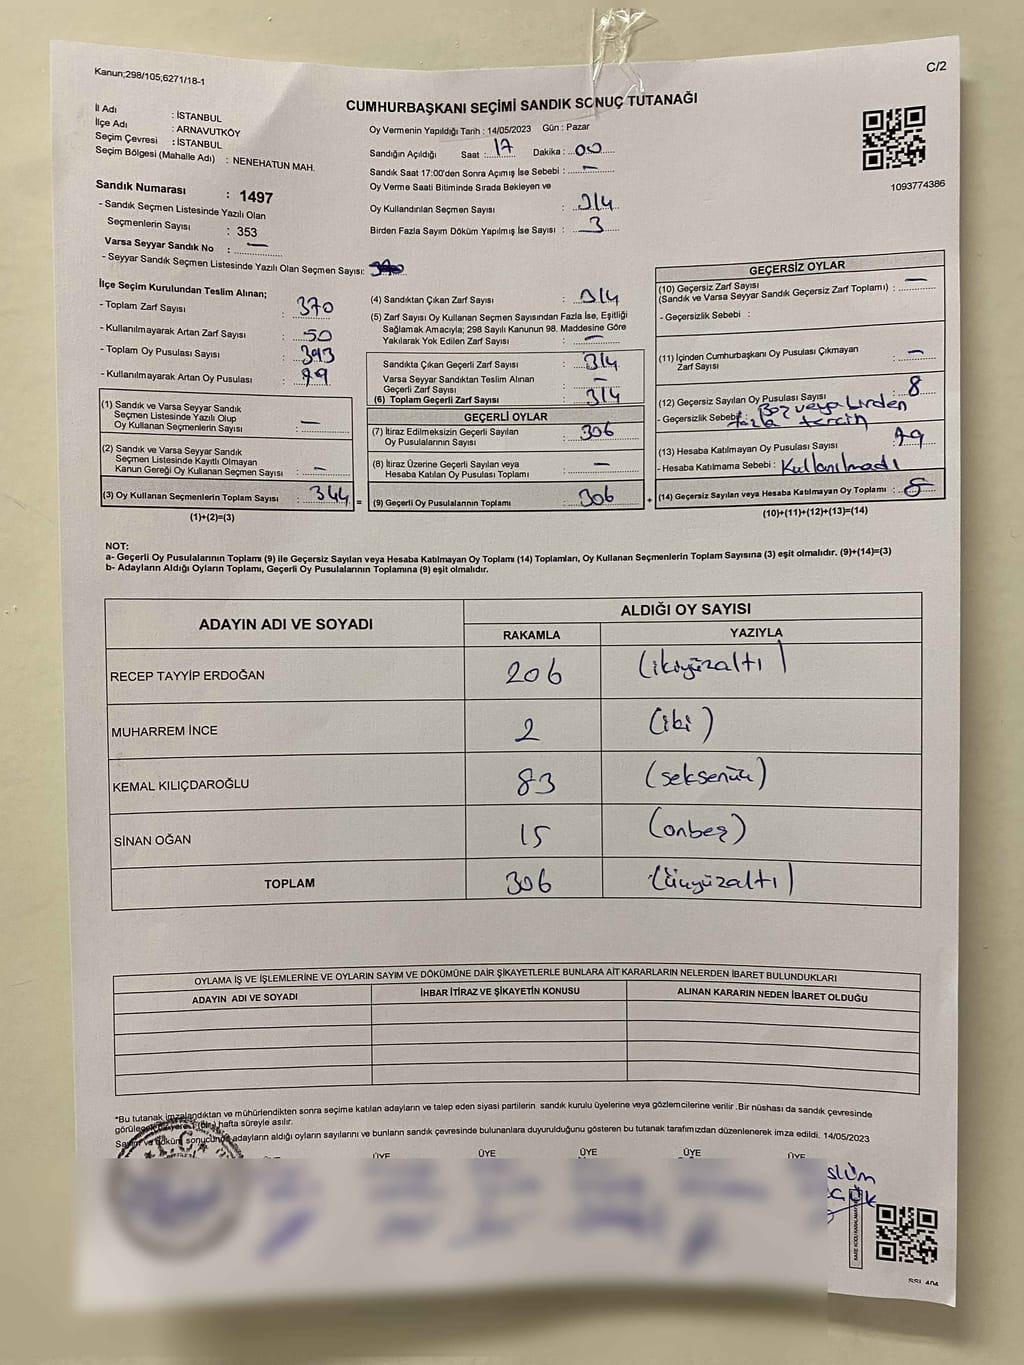 Kanun;298/105,6271/18-1
C/2
CUMHURBAŞKANI SEÇİMİ SANDIK SONUÇ TUTANAĞI
İl Adı : İSTANBUL
İlçe Adı : ARNAVUTKÖY
Seçim Çevresi : İSTANBUL
Seçim Bölgesi (Mahalle Adı) : NENEHATUN MAH.
Sandık Numarası : 1497
- Sandık Seçmen Listesinde Yazılı Olan
Seçmenlerin Sayısı : 353
Varsa Seyyar Sandık No : —
- Seyyar Sandık Seçmen Listesinde Yazılı Olan Seçmen Sayısı:
Oy Vermenin Yapıldığı Tarih : 14/05/2023 Gün : Pazar
Sandığın Açıldığı Saat : 17 Dakika : 00
Sandık Saat 17:00'den Sonra Açımış İse Sebebi : —
Oy Verme Saati Bitiminde Sırada Bekleyen ve
Oy Kullandırılan Seçmen Sayısı : 314
Birden Fazla Sayım Döküm Yapılmış İse Sayısı : 3
1093774386
İlçe Seçim Kurulundan Teslim Alınan;
- Toplam Zarf Sayısı : 370
- Kullanılmayarak Artan Zarf Sayısı : 50
- Toplam Oy Pusulası Sayısı : 393
- Kullanılmayarak Artan Oy Pusulası : 79
(1) Sandık ve Varsa Seyyar Sandık
Seçmen Listesinde Yazılı Olup
Oy Kullanan Seçmenlerin Sayısı : —
(2) Sandık ve Varsa Seyyar Sandık
Seçmen Listesinde Kayıtlı Olmayan
Kanun Gereği Oy Kullanan Seçmen Sayısı : —
(3) Oy Kullanan Seçmenlerin Toplam Sayısı : 344 =
(1)+(2)=(3)
(4) Sandıktan Çıkan Zarf Sayısı : 314
(5) Zarf Sayısı Oy Kullanan Seçmen Sayısından Fazla İse, Eşitliği
Sağlamak Amacıyla; 298 Sayılı Kanunun 98. Maddesine Göre
Yakılarak Yok Edilen Zarf Sayısı : —
Sandıkta Çıkan Geçerli Zarf Sayısı : 314
Varsa Seyyar Sandıktan Teslim Alınan
Geçerli Zarf Sayısı : —
(6) Toplam Geçerli Zarf Sayısı : 314
GEÇERLİ OYLAR
(7) İtiraz Edilmeksizin Geçerli Sayılan
Oy Pusulalarının Sayısı : 306
(8) İtiraz Üzerine Geçerli Sayılan veya
Hesaba Katılan Oy Pusulası Toplamı : —
(9) Geçerli Oy Pusulalarının Toplamı : 306 +
GEÇERSİZ OYLAR
(10) Geçersiz Zarf Sayısı
(Sandık ve Varsa Seyyar Sandık Geçersiz Zarf Toplamı) : —
- Geçersizlik Sebebi :
(11) İçinden Cumhurbaşkanı Oy Pusulası Çıkmayan
Zarf Sayısı : —
(12) Geçersiz Sayılan Oy Pusulası Sayısı : 8
- Geçersizlik Sebebi : Boş veya birden
fazla tercih
(13) Hesaba Katılmayan Oy Pusulası Sayısı : 79
- Hesaba Katılmama Sebebi : Kullanılmadı
(14) Geçersiz Sayılan veya Hesaba Katılmayan Oy Toplamı : 8
(10)+(11)+(12)+(13)=(14)
NOT:
a- Geçerli Oy Pusulalarının Toplamı (9) ile Geçersiz Sayılan veya Hesaba Katılmayan Oy Toplamı (14) Toplamları, Oy Kullanan Seçmenlerin Toplam Sayısına (3) eşit olmalıdır. (9)+(14)=(3)
b- Adayların Aldığı Oyların Toplamı, Geçerli Oy Pusulalarının Toplamına (9) eşit olmalıdır.
ADAYIN ADI VE SOYADI
ALDIĞI OY SAYISI
RAKAMLA YAZIYLA
RECEP TAYYİP ERDOĞAN 206 (ikiyüzaltı)
MUHARREM İNCE 2 (iki)
KEMAL KILIÇDAROĞLU 83 (seksenüç)
SİNAN OĞAN 15 (onbeş)
TOPLAM 306 (üçyüzaltı)
OYLAMA İŞ VE İŞLEMLERİNE VE OYLARIN SAYIM VE DÖKÜMÜNE DAİR ŞİKAYETLERLE BUNLARA AİT KARARLARIN NELERDEN İBARET BULUNDUKLARI
ADAYIN ADI VE SOYADI İHBAR İTİRAZ VE ŞİKAYETİN KONUSU ALINAN KARARIN NEDEN İBARET OLDUĞU
*Bu tutanak imzalandıktan ve mühürlendikten sonra seçime katılan adayların ve talep eden siyasi partilerin sandık kurulu üyelerine veya gözlemcilerine verilir .Bir nüshası da sandık çevresinde
(bir) hafta süreyle asılır.
döküm sonucunda adayların aldığı oyların sayılarını ve bunların sandık çevresinde bulunanlara duyurulduğunu gösteren bu tutanak tarafımızdan düzenlenerek imza edildi. 14/05/2023
ÜYE ÜYE ÜYE ÜYE ÜYE